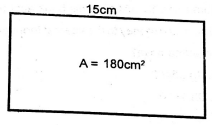 15cm
A = 180cm²